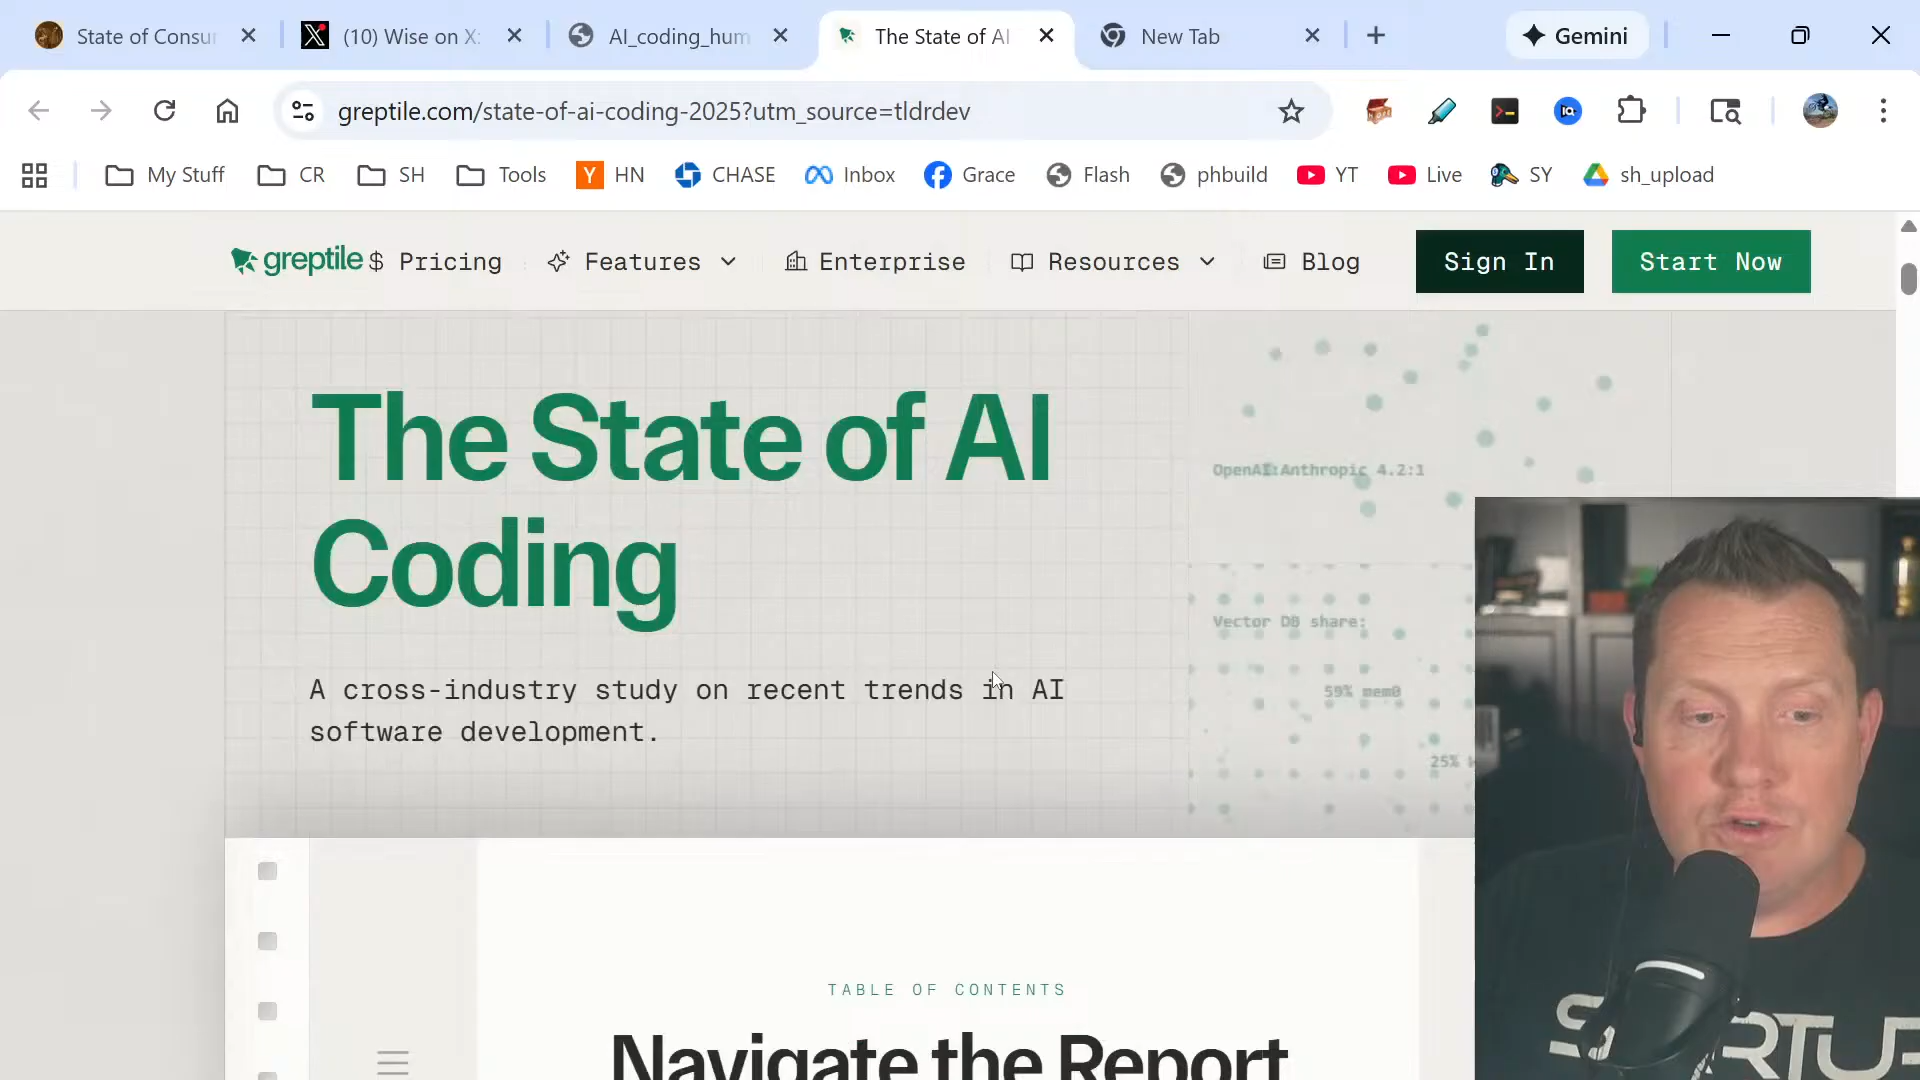 State of Consu
(10) Wise on X:
AI_coding_hum
The State of AI
New Tab
Gemini
greptile.com/state-of-ai-coding-2025?utm_source=tldrdev
My Stuff
CR
SH
Tools
HN
CHASE
Inbox
Grace
Flash
phbuild
YT
Live
SY
sh_upload
greptile
$ Pricing
Features
Enterprise
Resources
Blog
Sign In
Start Now
The State of AI
Coding
A cross-industry study on recent trends in AI
software development.
OpenAI:Anthropic 4.2:1
Vector DB share:
59% mem0
25%
TABLE OF CONTENTS
Navigate the Report